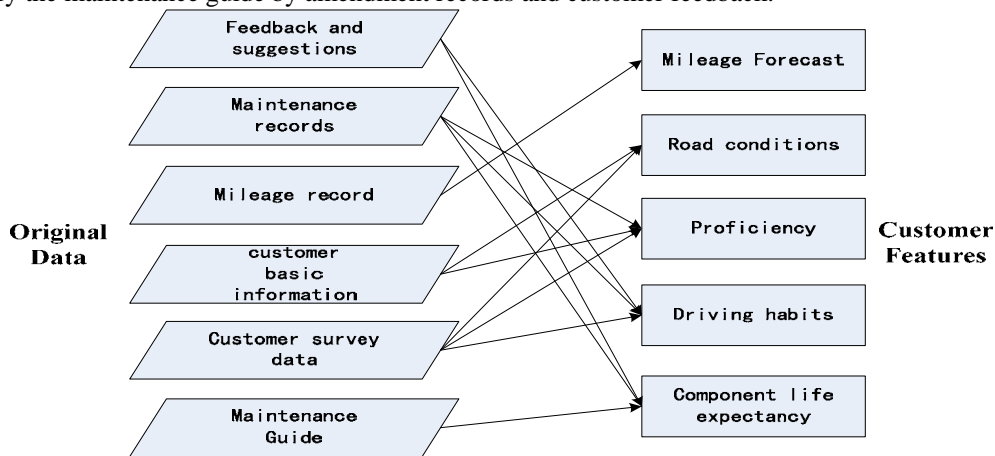 y the maintenance guide by amendment records and customer feedback.
Feedback and
suggestions
Maintenance
records
Mileage record
customer
basic
information
Customer survey
data
Maintenance
Guide
Original
Data
Mileage Forecast
Road conditions
Proficiency
Driving habits
Component life
expectancy
Customer
Features